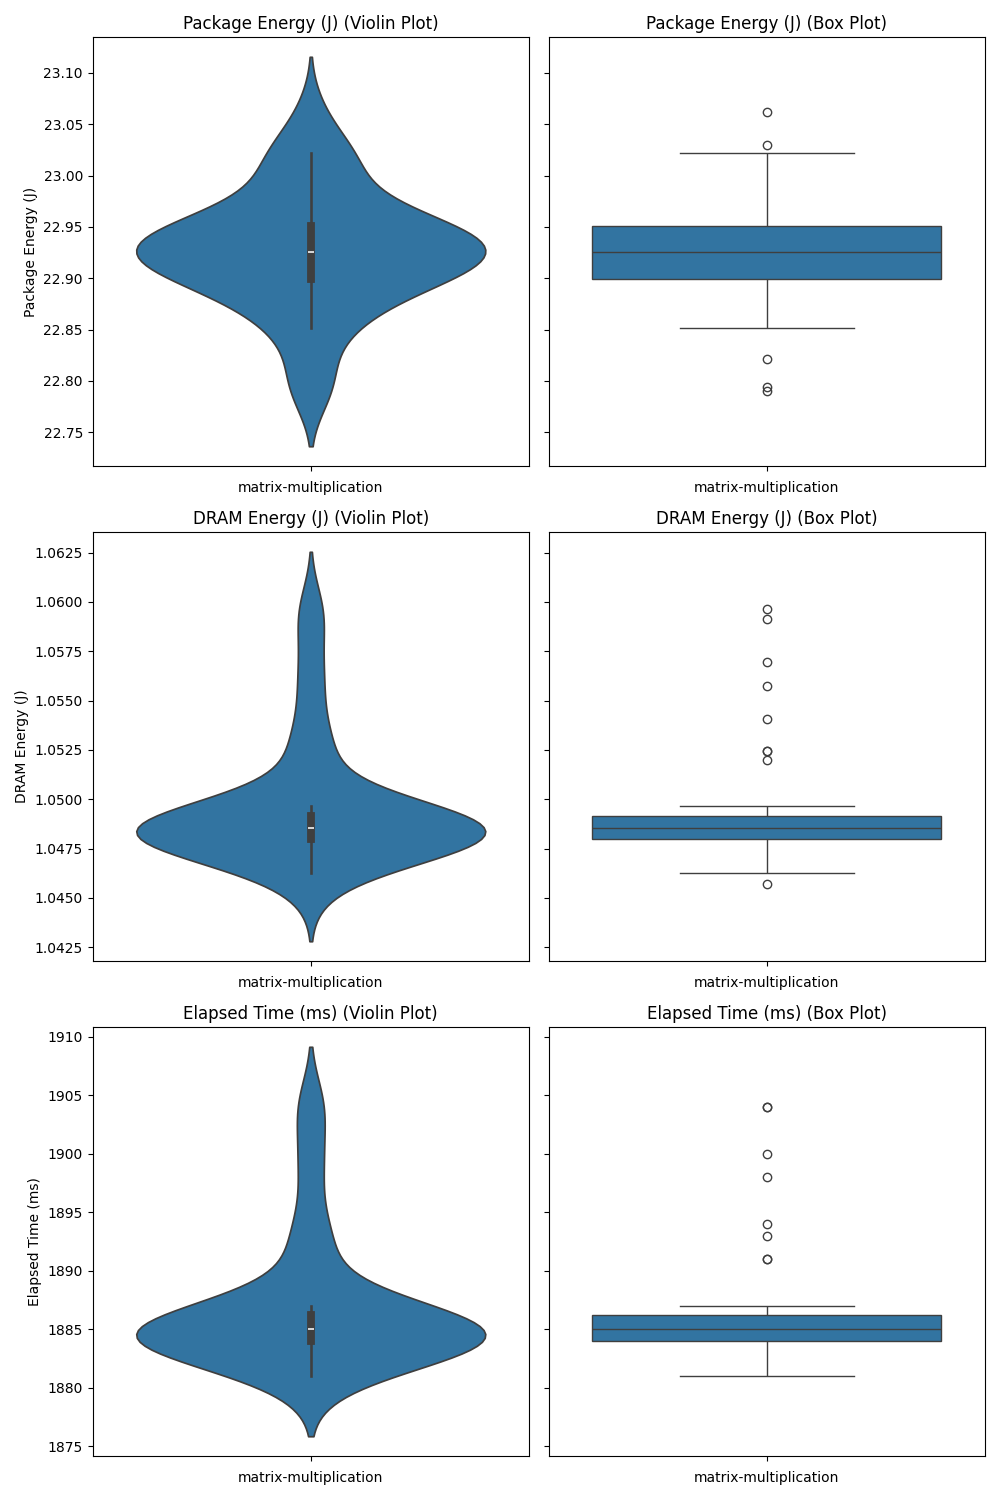 Package Energy (J) (Violin Plot)
Package Energy (J) (Box Plot)
Package Energy (J)
23.10
23.05
23.00
22.95
22.90
22.85
22.80
22.75
matrix-multiplication
matrix-multiplication
DRAM Energy (J) (Violin Plot)
DRAM Energy (J) (Box Plot)
DRAM Energy (J)
1.0625
1.0600
1.0575
1.0550
1.0525
1.0500
1.0475
1.0450
1.0425
matrix-multiplication
matrix-multiplication
Elapsed Time (ms) (Violin Plot)
Elapsed Time (ms) (Box Plot)
Elapsed Time (ms)
1910
1905
1900
1895
1890
1885
1880
1875
matrix-multiplication
matrix-multiplication